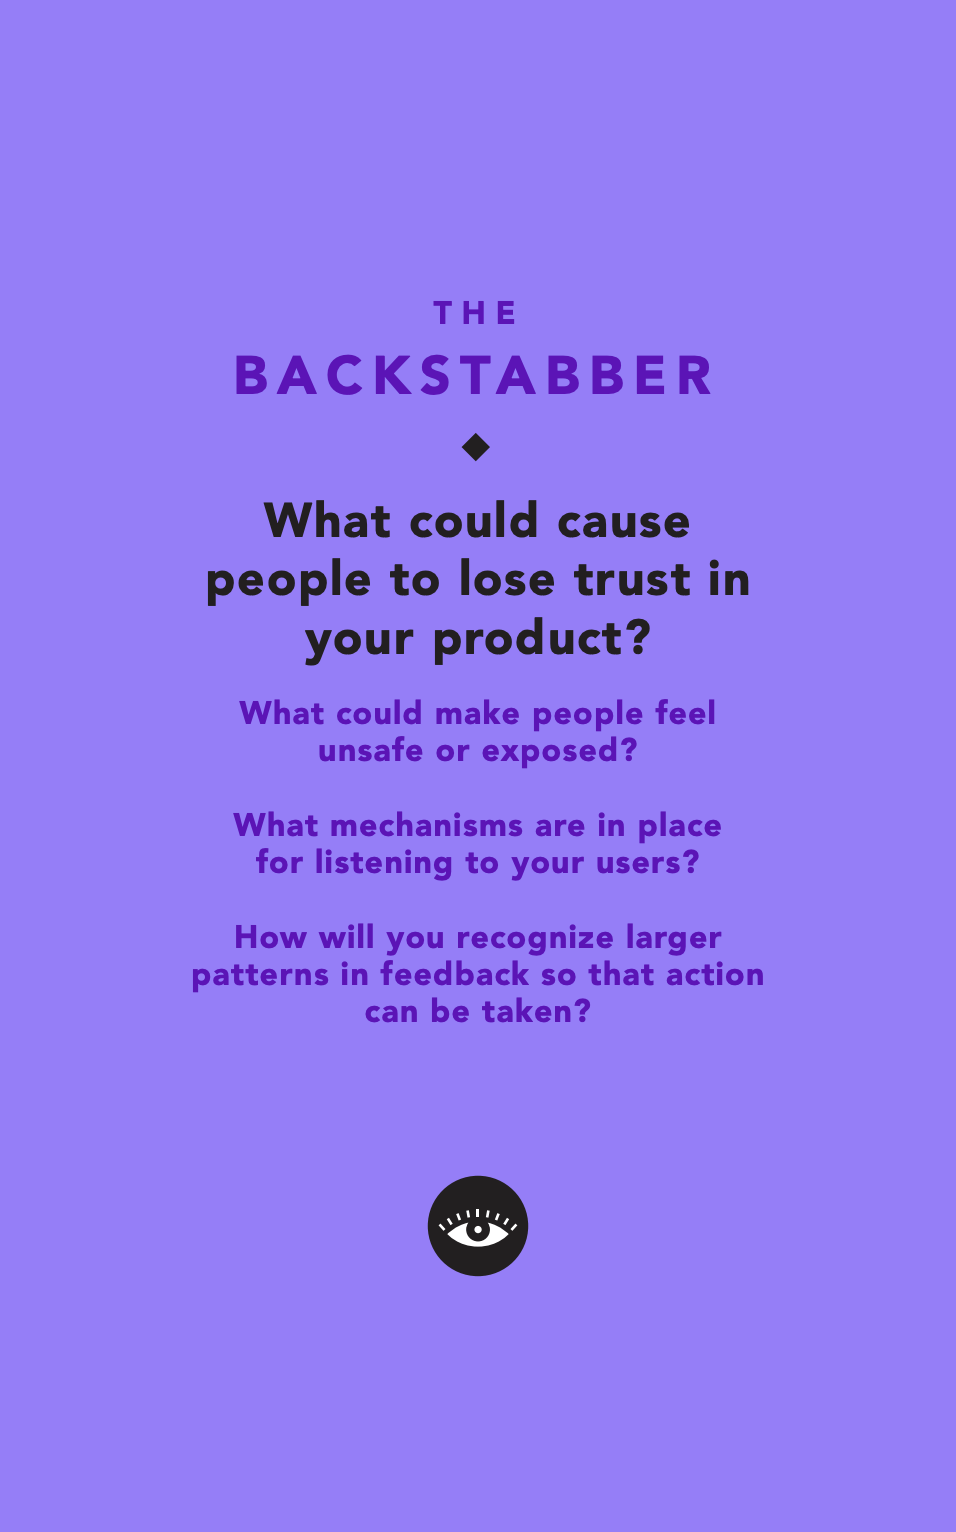 THE
BACKSTABBER
What could cause
people to lose trust in
your product?
What could make people feel
unsafe or exposed?
What mechanisms are in place
for listening to your users?
How will you recognize larger
patterns in feedback so that action
can be taken?